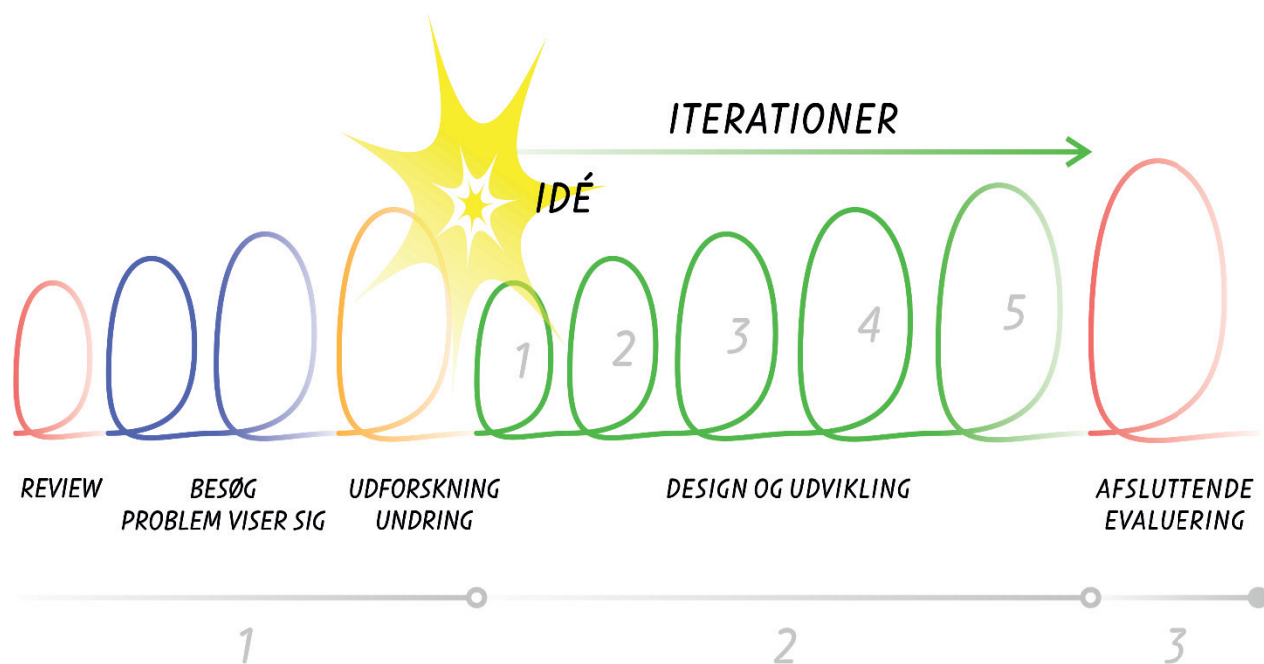 ITERATIONER
IDÉ
1
2
3
4
5
REVIEW
BESØG
PROBLEM VISER SIG
UDFORSKNING
UNDRING
DESIGN OG UDVIKLING
AFSLUTTENDE
EVALUERING
1
2
3